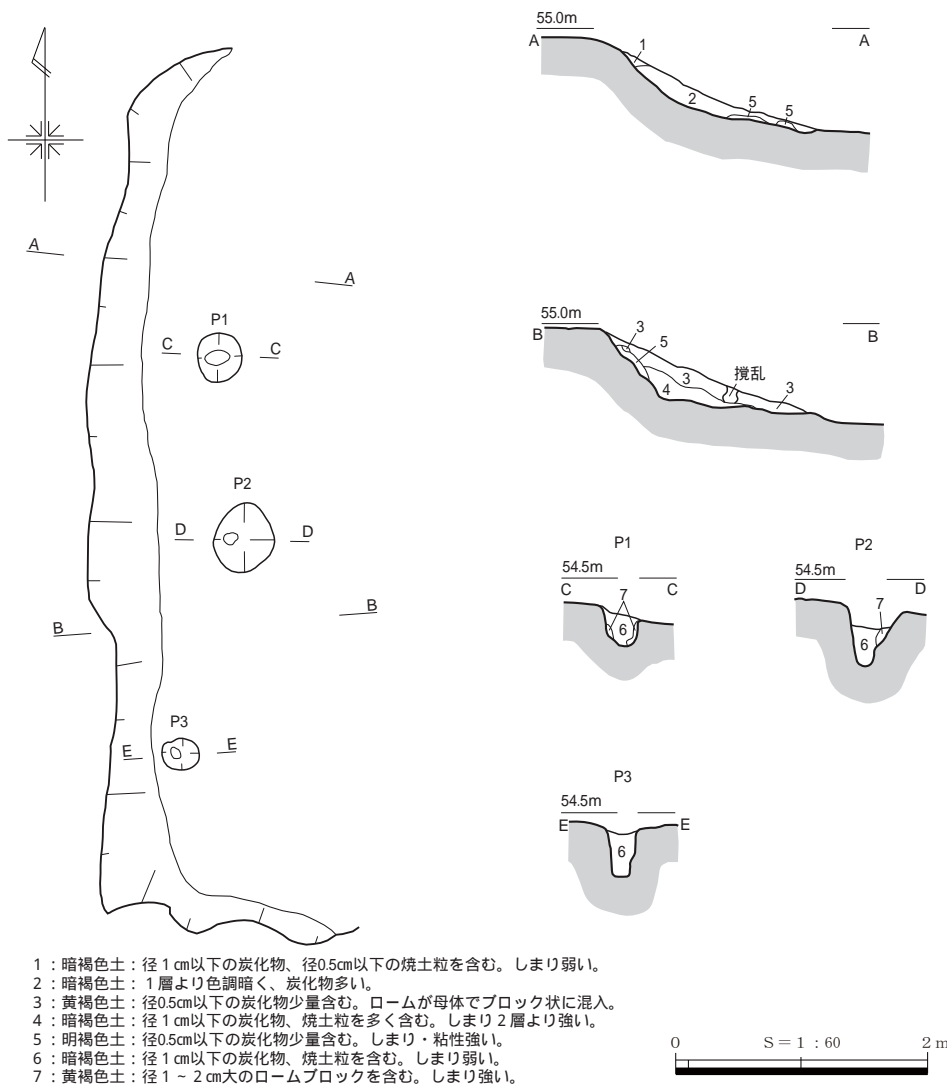 55.0m
A A
1
2
5 5
A
A
P1
C C
55.0m
B B
3
5
3
4
撹乱
3
P2
D D
B
B
P3
E E
P1
54.5m
C C
7
6
P2
54.5m
D D
7
6
P3
54.5m
E E
6
1：暗褐色土：径１㎝以下の炭化物、径0.5㎝以下の焼土粒を含む。しまり弱い。
2：暗褐色土：１層より色調暗く、炭化物多い。
3：黄褐色土：径0.5㎝以下の炭化物少量含む。ロームが母体でブロック状に混入。
4：暗褐色土：径１㎝以下の炭化物、焼土粒を多く含む。しまり２層より強い。
5：明褐色土：径0.5㎝以下の炭化物少量含む。しまり・粘性強い。
6：暗褐色土：径１㎝以下の炭化物、焼土粒を含む。しまり弱い。
7：黄褐色土：径１～２㎝大のロームブロックを含む。しまり強い。
0 S＝1：60 2 m